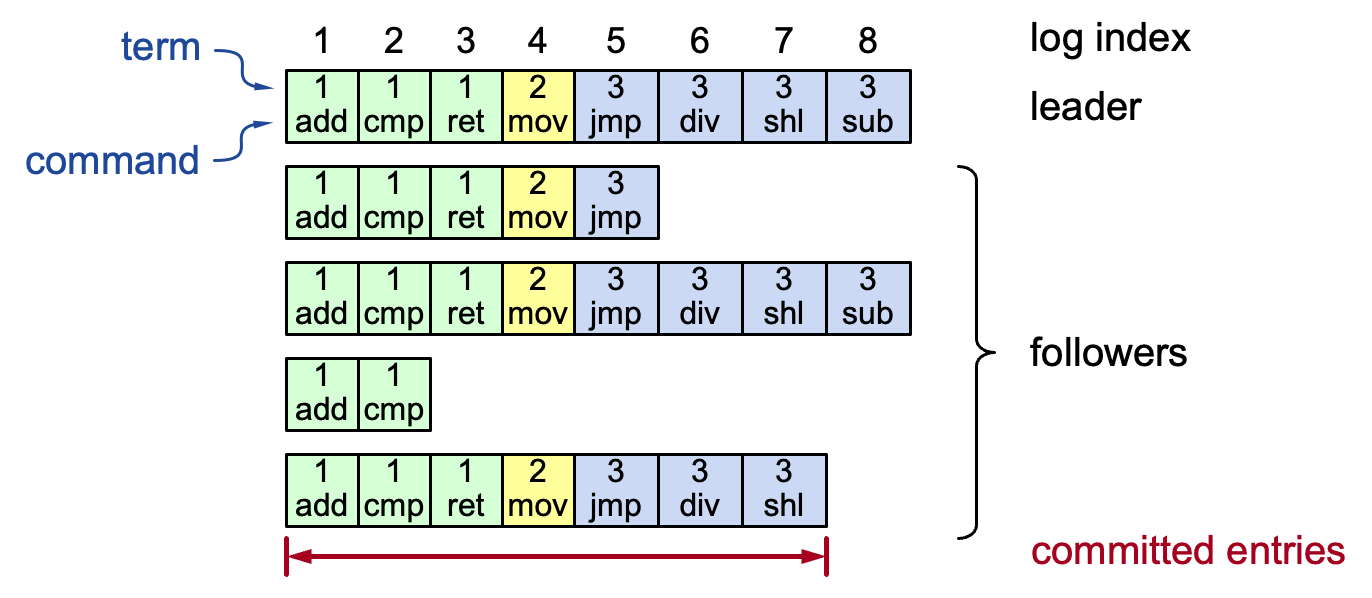 term
command
1 2 3 4 5 6 7 8 log index
1 1 1 2 3 3 3 3 leader
add cmp ret mov jmp div shl sub
1 1 1 2 3
add cmp ret mov jmp
1 1 1 2 3 3 3 3
add cmp ret mov jmp div shl sub
followers
1 1
add cmp
1 1 1 2 3 3 3
add cmp ret mov jmp div shl
committed entries